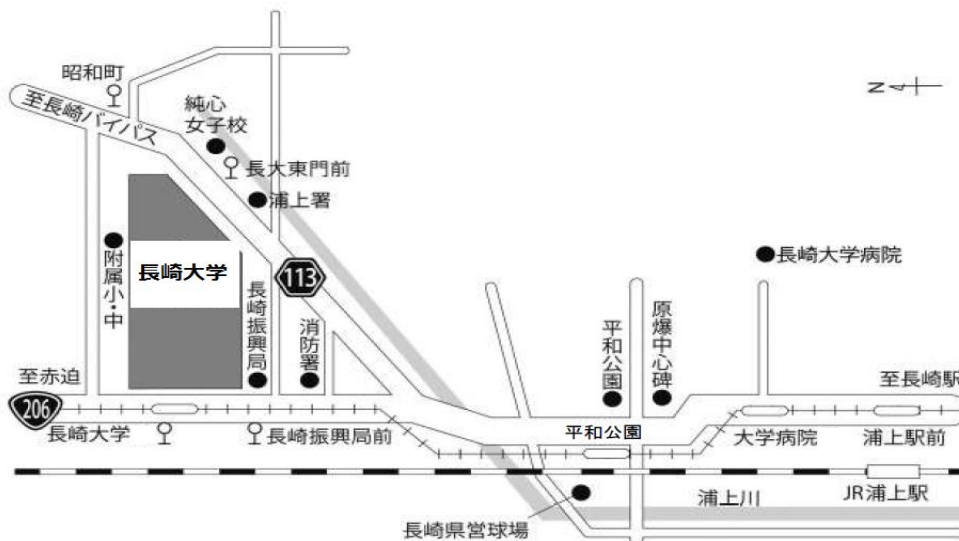 昭和町
至長崎バイパス
純心
女子校
長大東門前
浦上署
N
長崎大学
附属小・中
113
長崎振興局
消防署
長崎大学病院
平和公園
原爆中心碑
至赤迫
至長崎駅
206
長崎大学
長崎振興局前
平和公園
大学病院
浦上駅前
浦上川
JR浦上駅
長崎県営球場